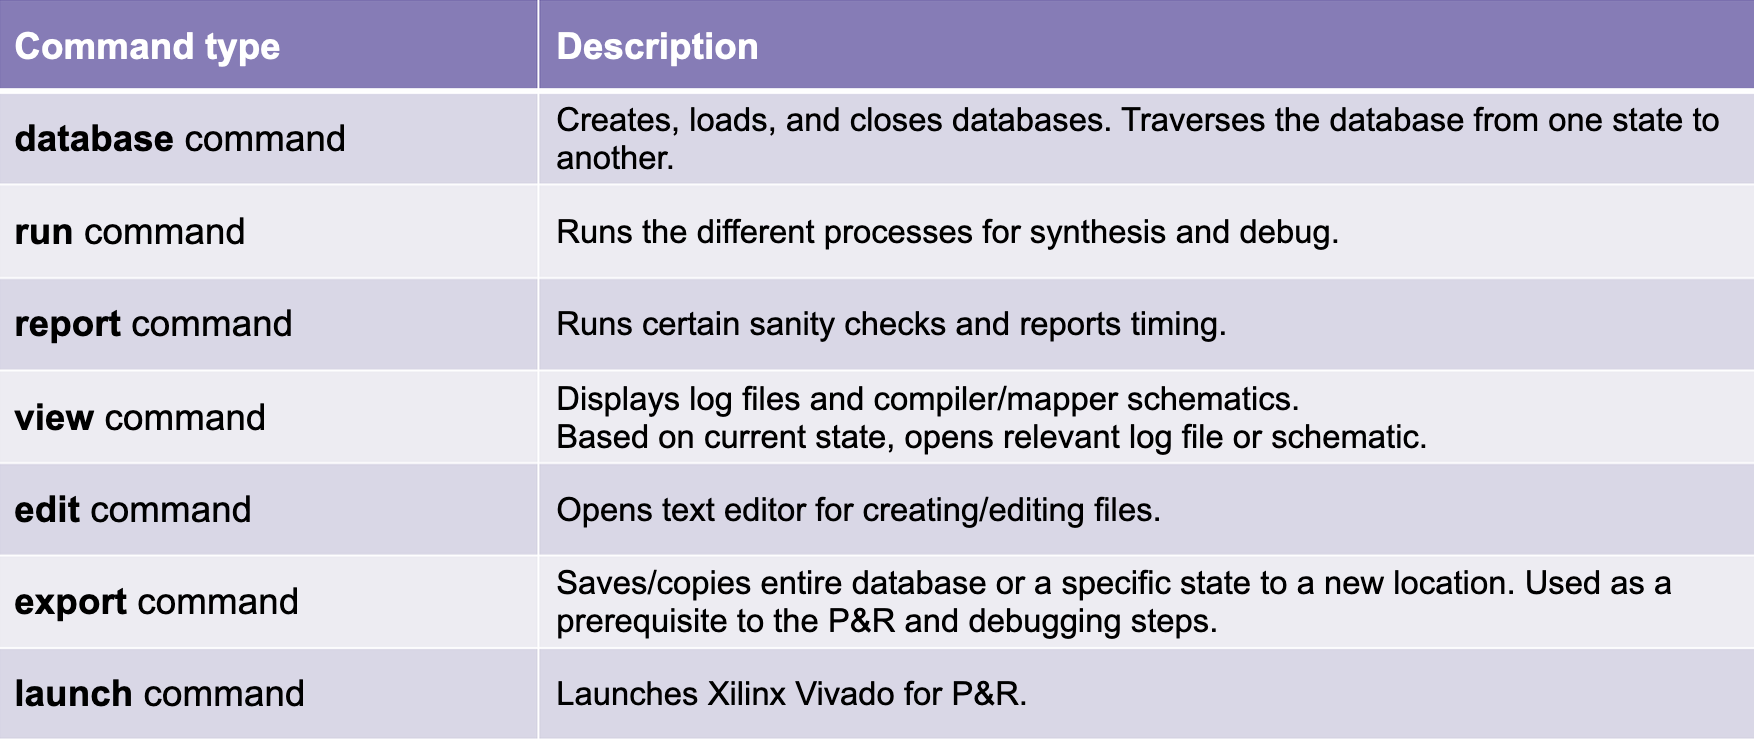 Command type
Description
database command
Creates, loads, and closes databases. Traverses the database from one state to
another.
run command
Runs the different processes for synthesis and debug.
report command
Runs certain sanity checks and reports timing.
view command
Displays log files and compiler/mapper schematics.
Based on current state, opens relevant log file or schematic.
edit command
Opens text editor for creating/editing files.
export command
Saves/copies entire database or a specific state to a new location. Used as a
prerequisite to the P&R and debugging steps.
launch command
Launches Xilinx Vivado for P&R.